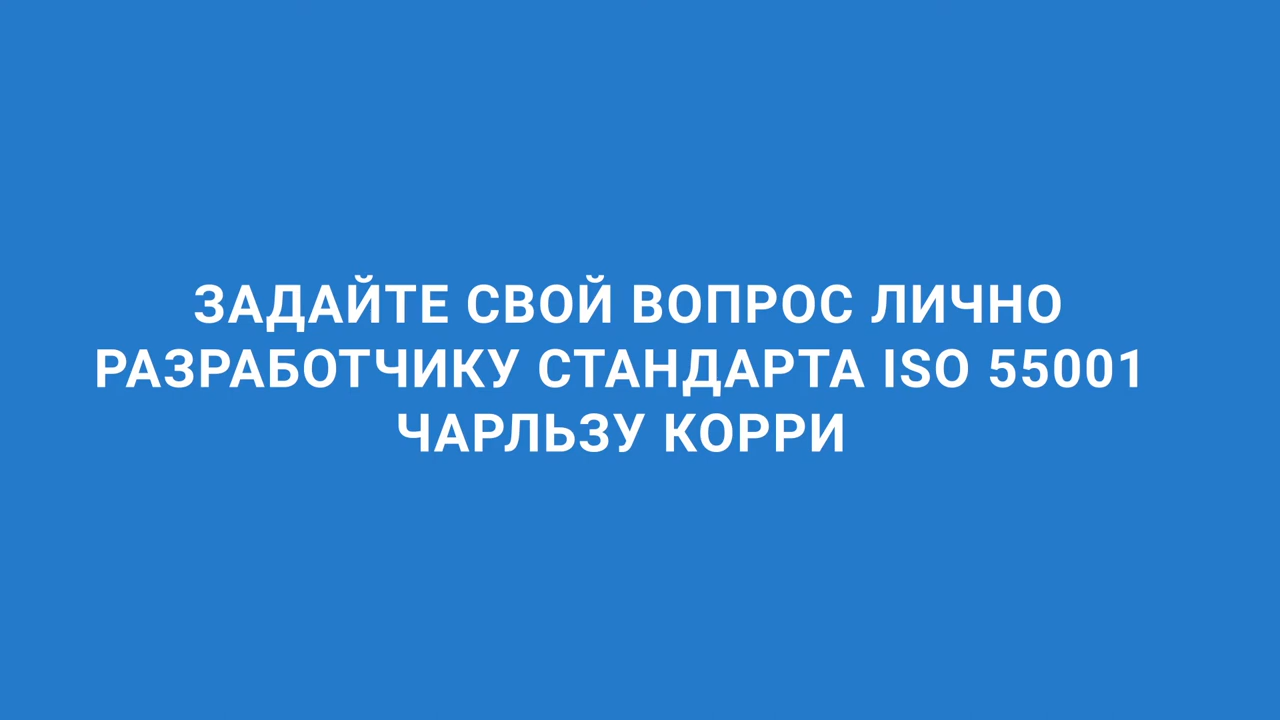 ЗАДАЙТЕ СВОЙ ВОПРОС ЛИЧНО
РАЗРАБОТЧИКУ СТАНДАРТА ISO 55001
ЧАРЛЬЗУ КОРРИ